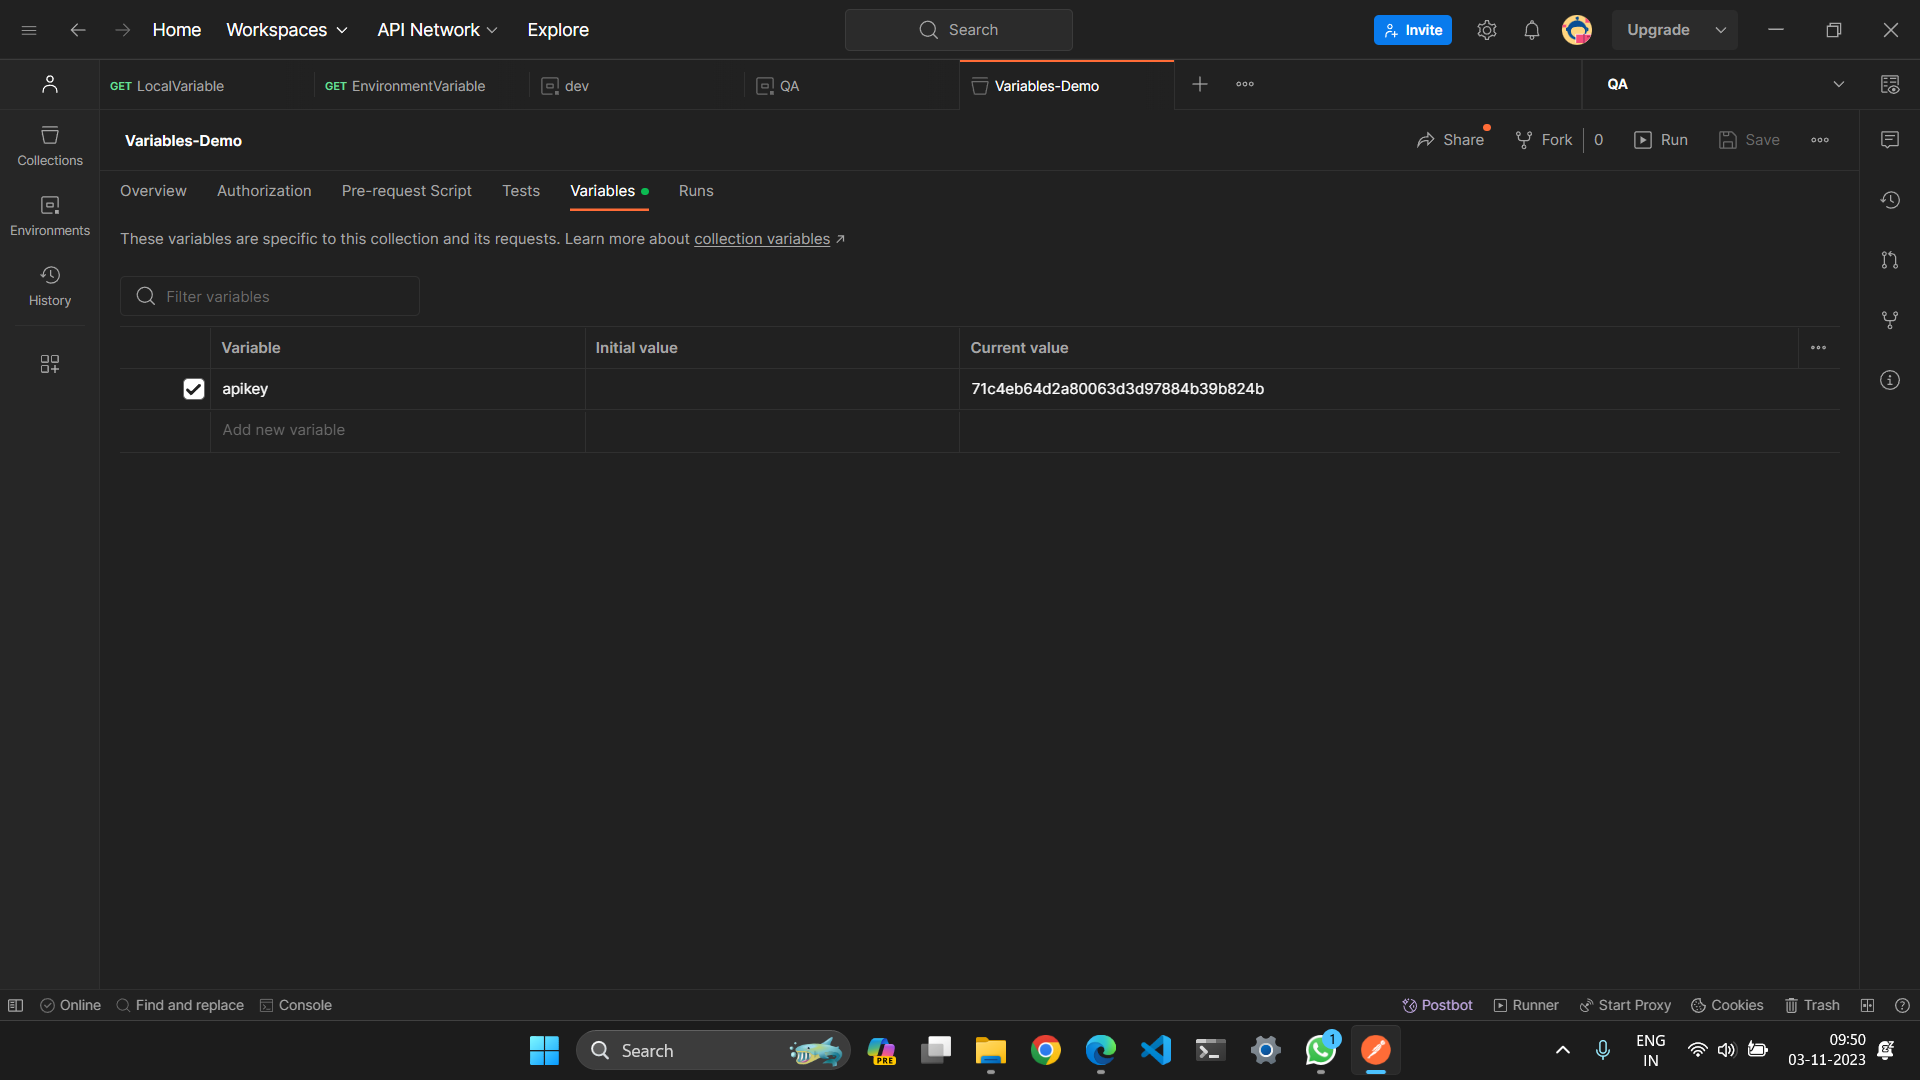 Home Workspaces API Network Explore Search Invite Upgrade
GET LocalVariable GET EnvironmentVariable dev QA Variables-Demo QA
Variables-Demo Share Fork 0 Run Save
Collections
Overview Authorization Pre-request Script Tests Variables Runs
Environments
These variables are specific to this collection and its requests. Learn more about collection variables
History
Filter variables
Variable Initial value Current value
apikey 71c4eb64d2a80063d3d97884b39b824b
Add new variable
Online Find and replace Console Postbot Runner Start Proxy Cookies Trash
Search PRE 1 ENG 09:50
IN 03-11-2023